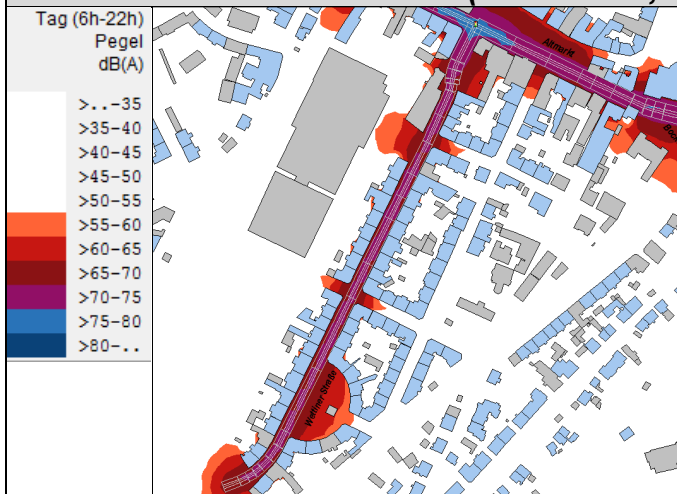 Tag (6h-22h)
Pegel
dB(A)
>..-35
>35-40
>40-45
>45-50
>50-55
>55-60
>60-65
>65-70
>70-75
>75-80
>80-..
Altmarkt
Wettiner Straße